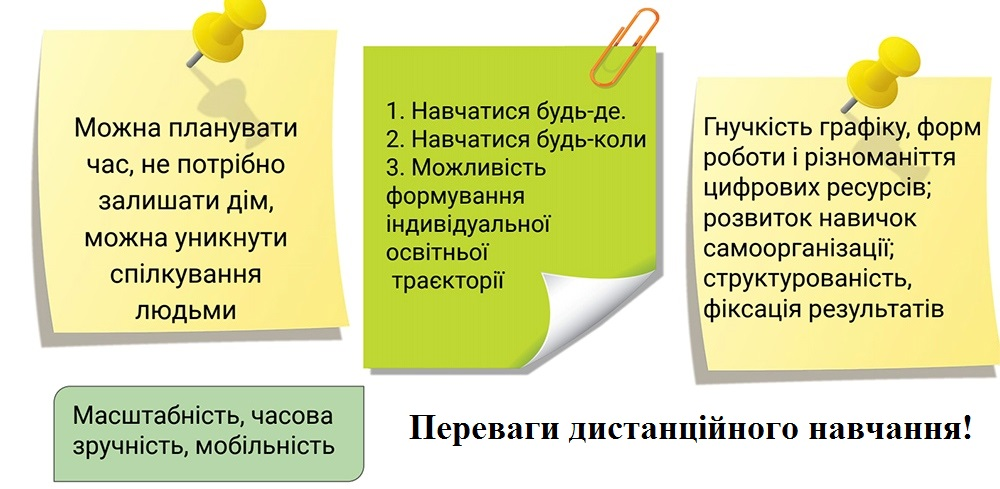 Можна планувати
час, не потрібно
залишати дім,
можна уникнути
спілкування
людьми
1. Навчатися будь-де.
2. Навчатися будь-коли
3. Можливість
формування
індивідуальної
освітньої
траєкторії
Гнучкість графіку, форм
роботи і різноманіття
цифрових ресурсів;
розвиток навичок
самоорганізації;
структурованість,
фіксація результатів
Масштабність, часова
зручність, мобільність
Переваги дистанційного навчання!